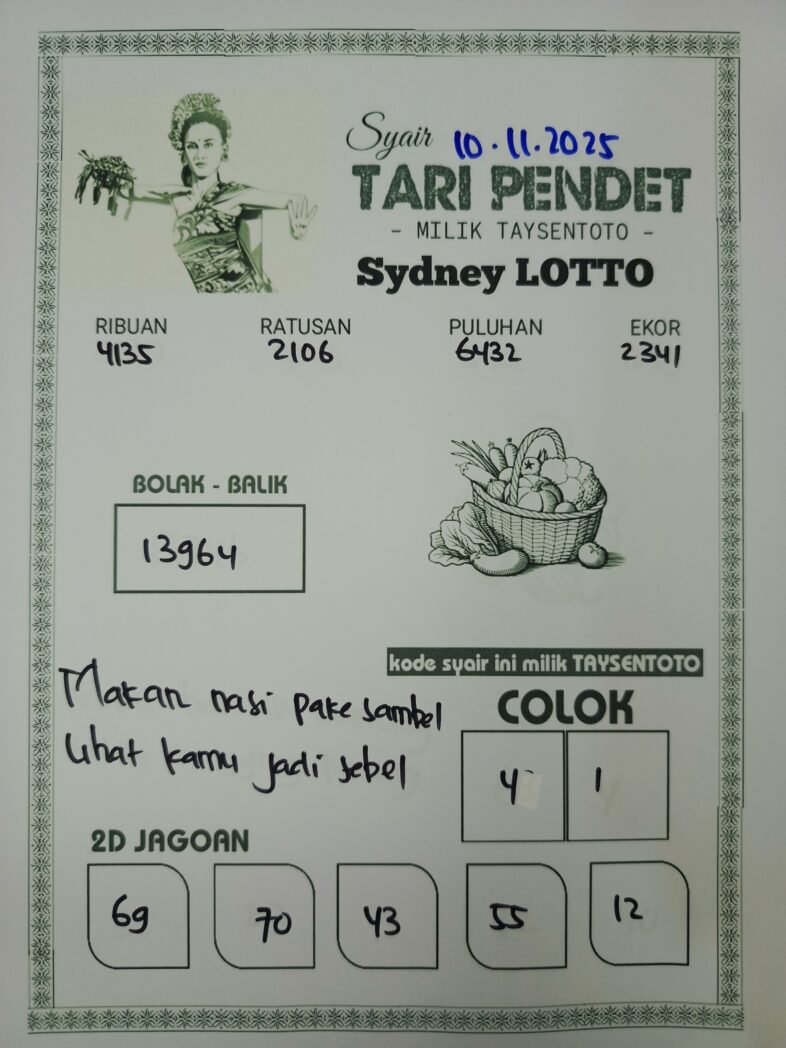 Syair 10.11.2025
TARI PENDET
- MILIK TAYSENTOTO -
Sydney LOTTO
RIBUAN RATUSAN PULUHAN EKOR
4135 2106 6432 2341
BOLAK - BALIK
13964
kode syair ini milik TAYSENTOTO
Makan nasi pake sambel
Lihat kamu jadi sebel
COLOK
4 1
2D JAGOAN
69 70 43 55 12